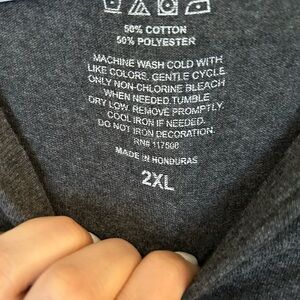 50% COTTON
50% POLYESTER
MACHINE WASH COLD WITH
LIKE COLORS, GENTLE CYCLE.
ONLY NON-CHLORINE BLEACH
WHEN NEEDED. TUMBLE
DRY LOW. REMOVE PROMPTLY.
COOL IRON IF NEEDED.
DO NOT IRON DECORATION.
RN# 117506
MADE IN HONDURAS
2XL